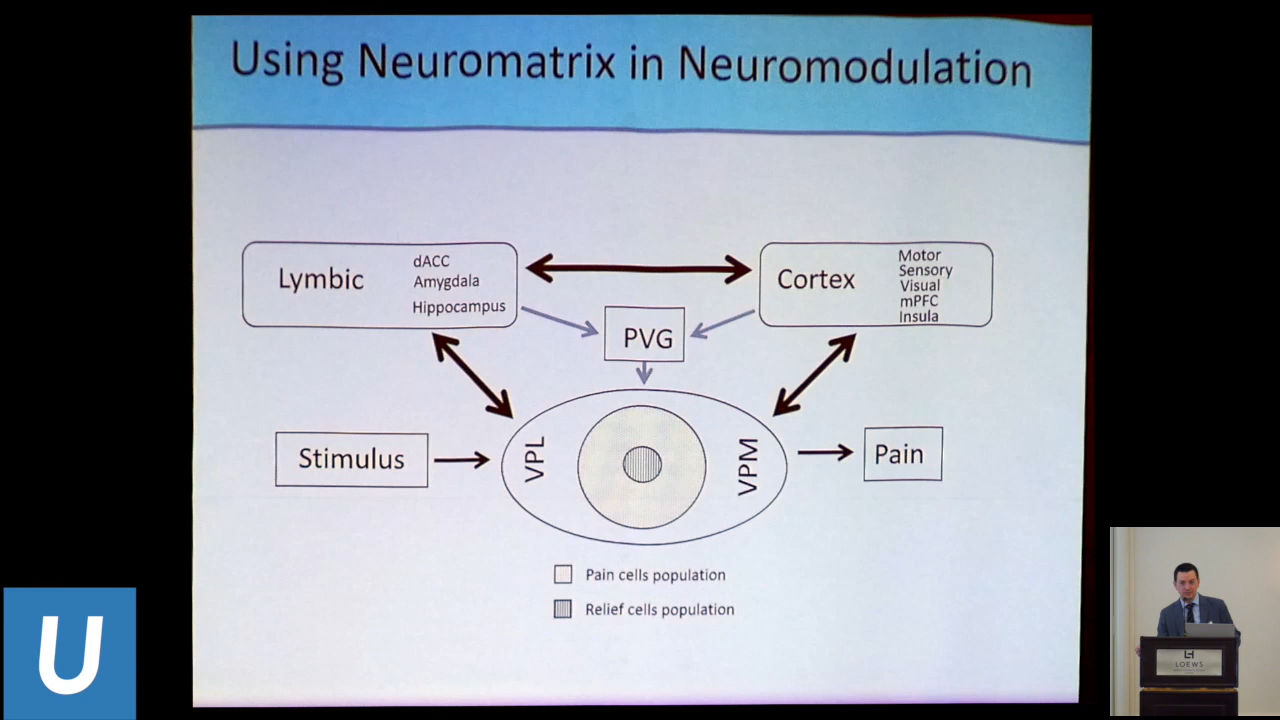 Using Neuromatrix in Neuromodulation
Lymbic
dACC
Amygdala
Hippocampus
Cortex
Motor
Sensory
Visual
mPFC
Insula
PVG
Stimulus
VPL
VPM
Pain
Pain cells population
Relief cells population
U
LH
LOEWS